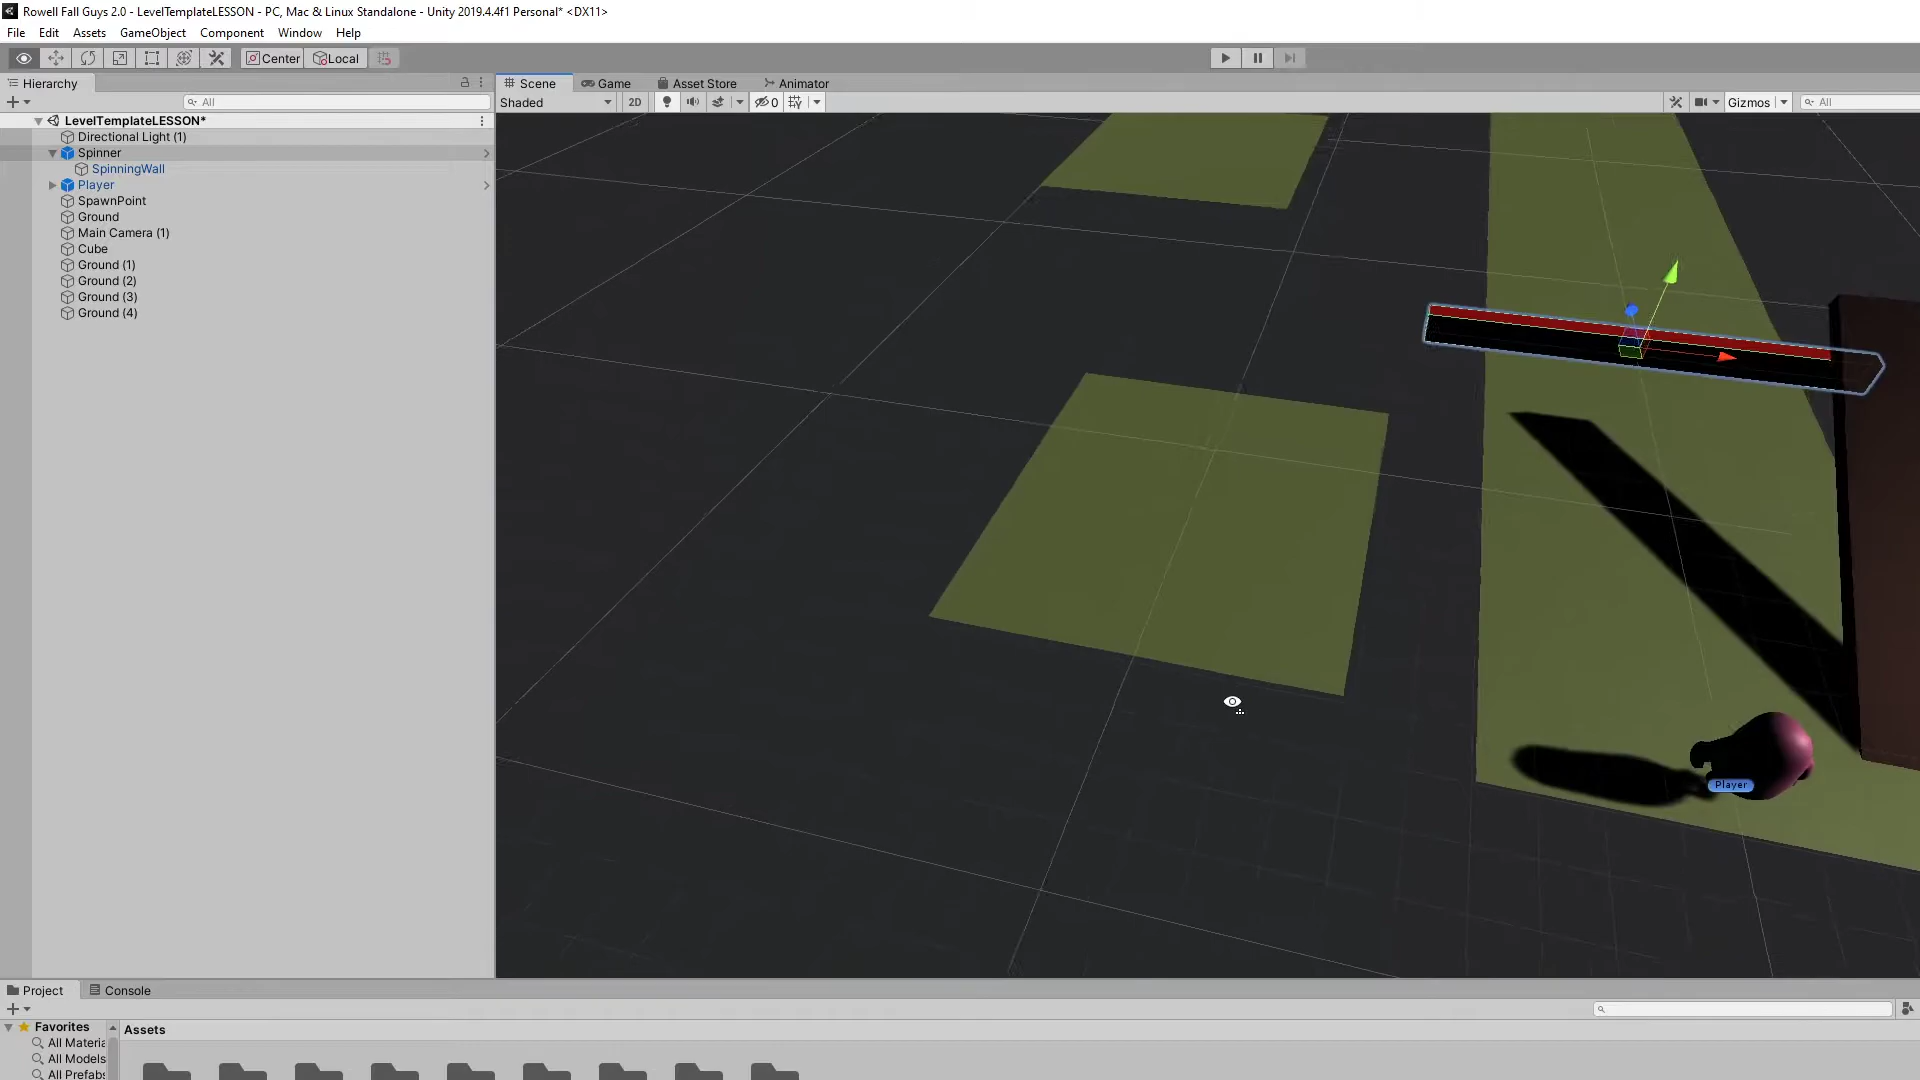 Rowell Fall Guys 2.0 - LevelTemplateLESSON - PC, Mac & Linux Standalone - Unity 2019.4.4f1 Personal* <DX11>
File Edit Assets GameObject Component Window Help
Center Local
Hierarchy
All
LevelTemplateLESSON*
Directional Light (1)
Spinner
SpinningWall
Player
SpawnPoint
Ground
Main Camera (1)
Cube
Ground (1)
Ground (2)
Ground (3)
Ground (4)
Scene Game Asset Store Animator
Shaded 2D 0 Gizmos All
Player
Project Console
Favorites
All Materia
All Models
All Prefabs
Assets